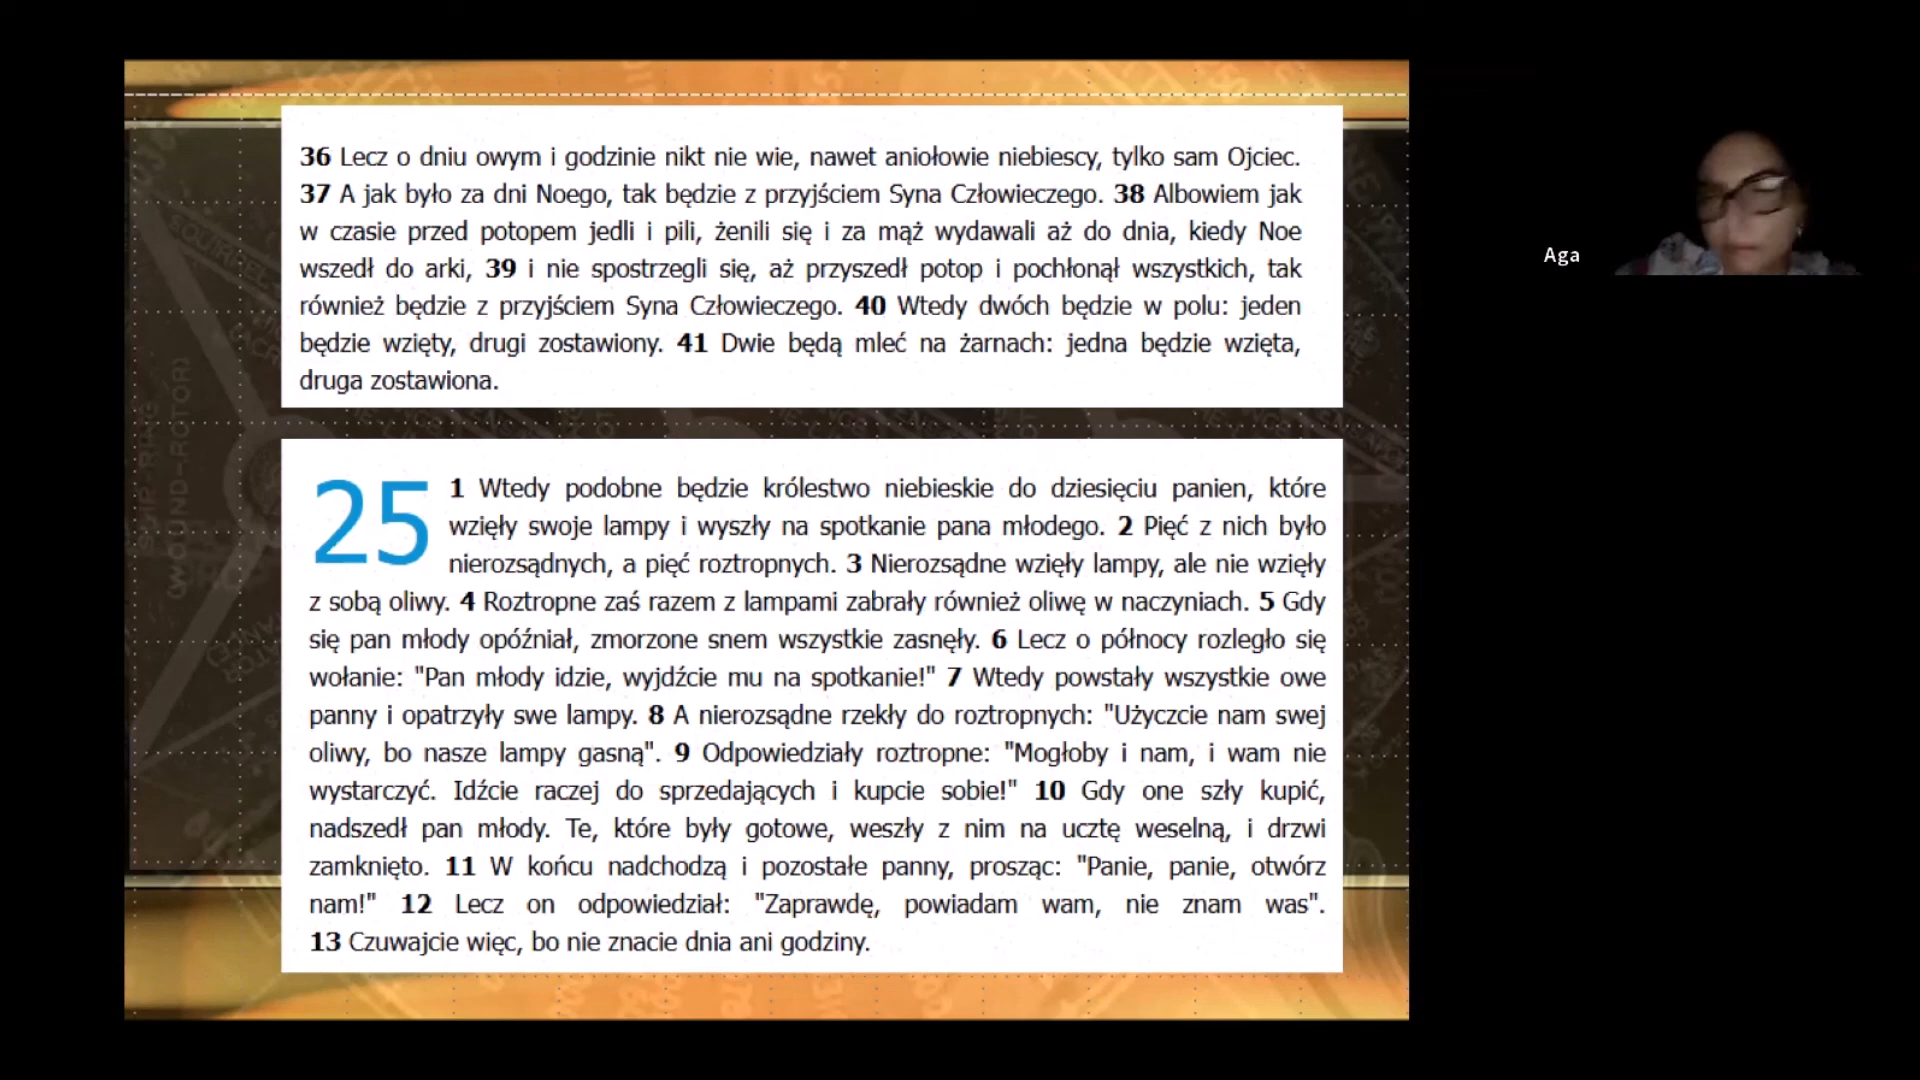 36 Lecz o dniu owym i godzinie nikt nie wie, nawet aniołowie niebiescy, tylko sam Ojciec.
37 A jak było za dni Noego, tak będzie z przyjściem Syna Człowieczego. 38 Albowiem jak
w czasie przed potopem jedli i pili, żenili się i za mąż wydawali aż do dnia, kiedy Noe
wszedł do arki, 39 i nie spostrzegli się, aż przyszedł potop i pochłonął wszystkich, tak
również będzie z przyjściem Syna Człowieczego. 40 Wtedy dwóch będzie w polu: jeden
będzie wzięty, drugi zostawiony. 41 Dwie będą mleć na żarnach: jedna będzie wzięta,
druga zostawiona.
25
1 Wtedy podobne będzie królestwo niebieskie do dziesięciu panien, które
wzięły swoje lampy i wyszły na spotkanie pana młodego. 2 Pięć z nich było
nierozsądnych, a pięć roztropnych. 3 Nierozsądne wzięły lampy, ale nie wzięły
z sobą oliwy. 4 Roztropne zaś razem z lampami zabrały również oliwę w naczyniach. 5 Gdy
się pan młody opóźniał, zmorzone snem wszystkie zasnęły. 6 Lecz o północy rozległo się
wołanie: "Pan młody idzie, wyjdźcie mu na spotkanie!" 7 Wtedy powstały wszystkie owe
panny i opatrzyły swe lampy. 8 A nierozsądne rzekły do roztropnych: "Użyczcie nam swej
oliwy, bo nasze lampy gasną". 9 Odpowiedziały roztropne: "Mogłoby i nam, i wam nie
wystarczyć. Idźcie raczej do sprzedających i kupcie sobie!" 10 Gdy one szły kupić,
nadszedł pan młody. Te, które były gotowe, weszły z nim na ucztę weselną, i drzwi
zamknięto. 11 W końcu nadchodzą i pozostałe panny, prosząc: "Panie, panie, otwórz
nam!" 12 Lecz on odpowiedział: "Zaprawdę, powiadam wam, nie znam was".
13 Czuwajcie więc, bo nie znacie dnia ani godziny.
Aga